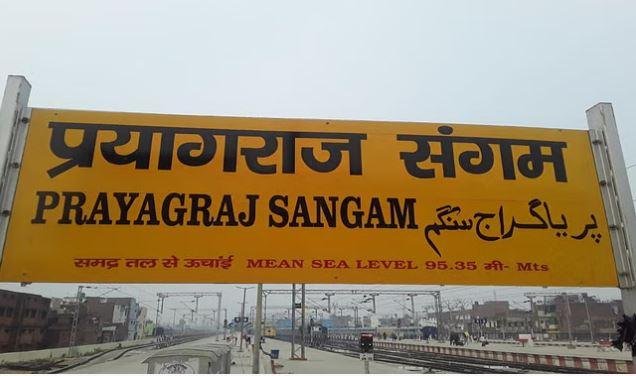 प्रयागराज संगम
PRAYAGRAJ SANGAM پریاگراج سنگم
समद्र तल से ऊचांई MEAN SEA LEVEL 95.35 मी- Mts